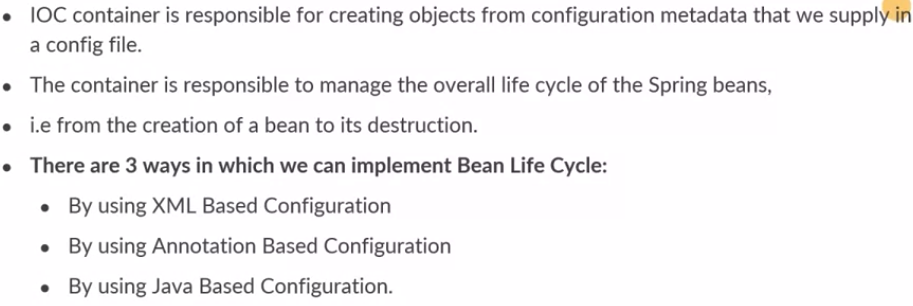 • IOC container is responsible for creating objects from configuration metadata that we supply in
a config file.
• The container is responsible to manage the overall life cycle of the Spring beans,
• i.e from the creation of a bean to its destruction.
• There are 3 ways in which we can implement Bean Life Cycle:
• By using XML Based Configuration
• By using Annotation Based Configuration
• By using Java Based Configuration.